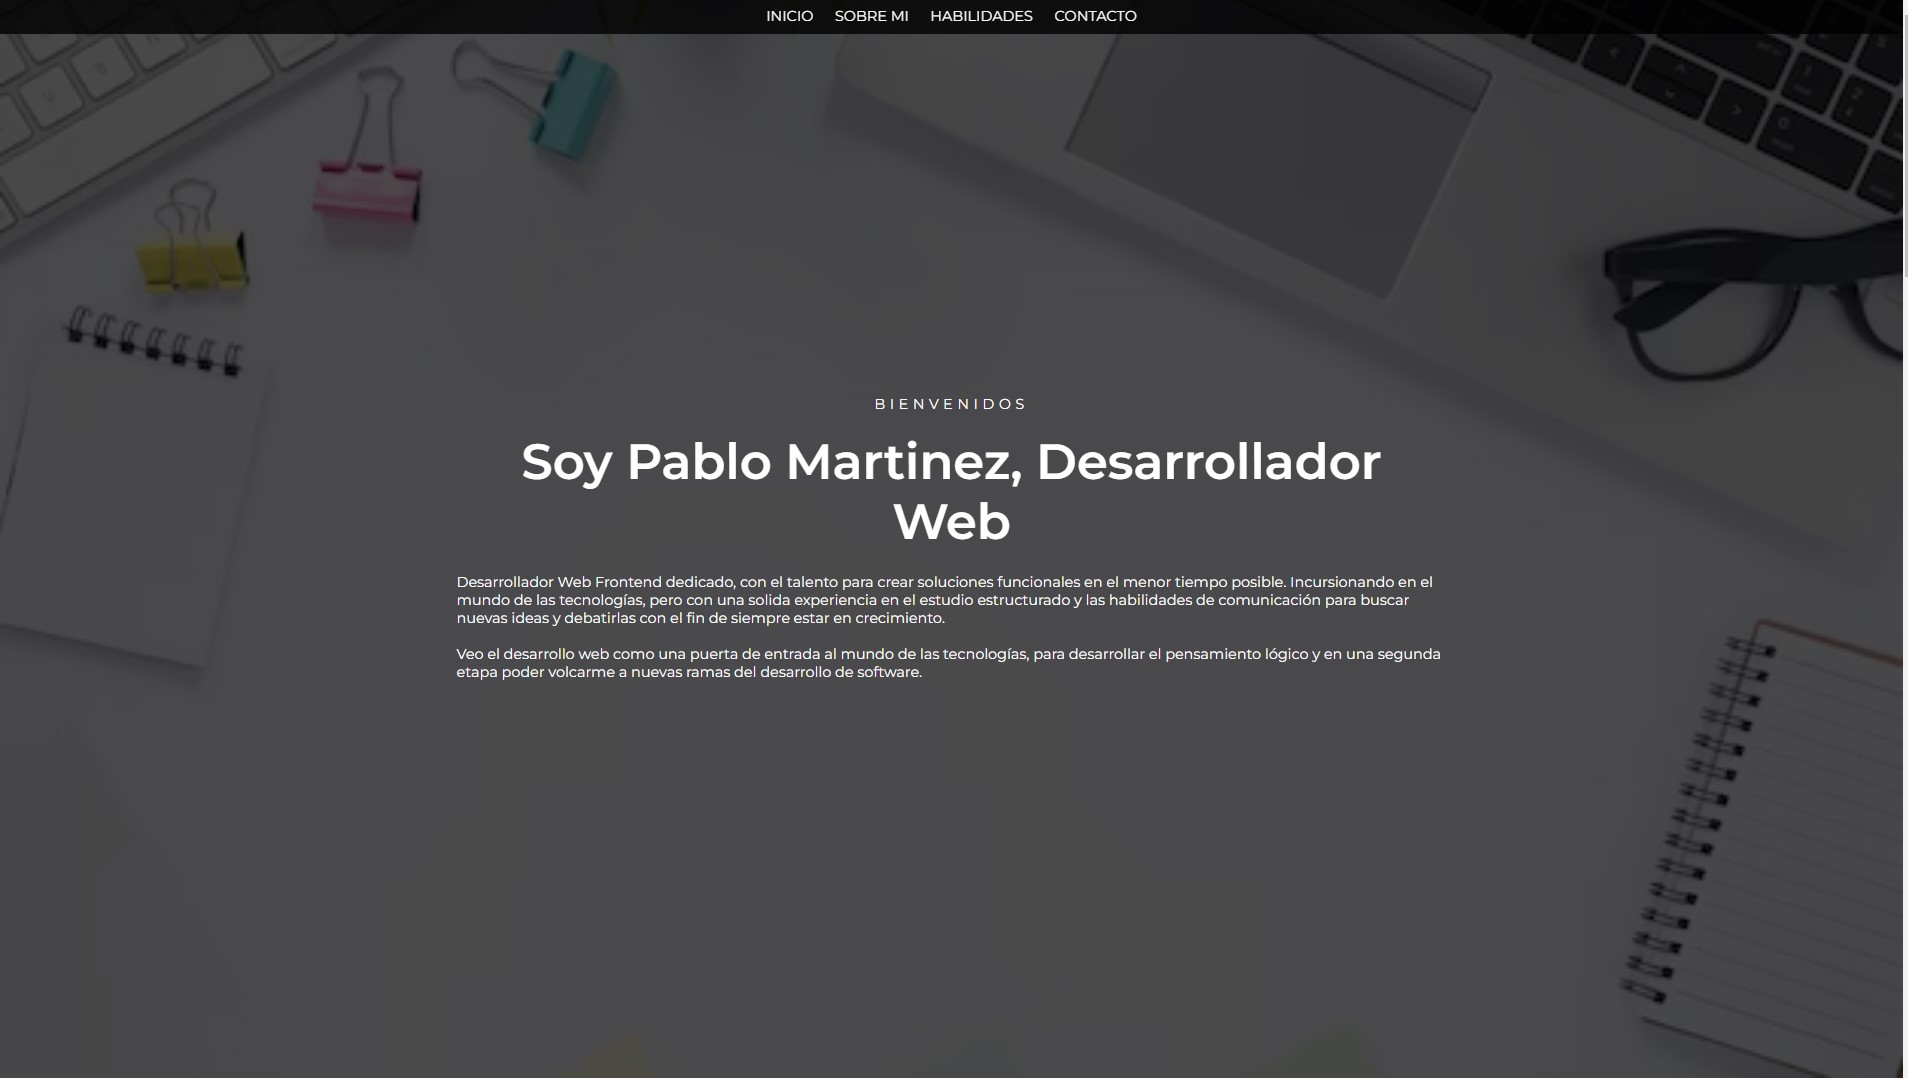 INICIO SOBRE MI HABILIDADES CONTACTO
BIENVENIDOS
Soy Pablo Martinez, Desarrollador
Web
Desarrollador Web Frontend dedicado, con el talento para crear soluciones funcionales en el menor tiempo posible. Incursionando en el
mundo de las tecnologías, pero con una solida experiencia en el estudio estructurado y las habilidades de comunicación para buscar
nuevas ideas y debatirlas con el fin de siempre estar en crecimiento.
Veo el desarrollo web como una puerta de entrada al mundo de las tecnologías, para desarrollar el pensamiento lógico y en una segunda
etapa poder volcarme a nuevas ramas del desarrollo de software.